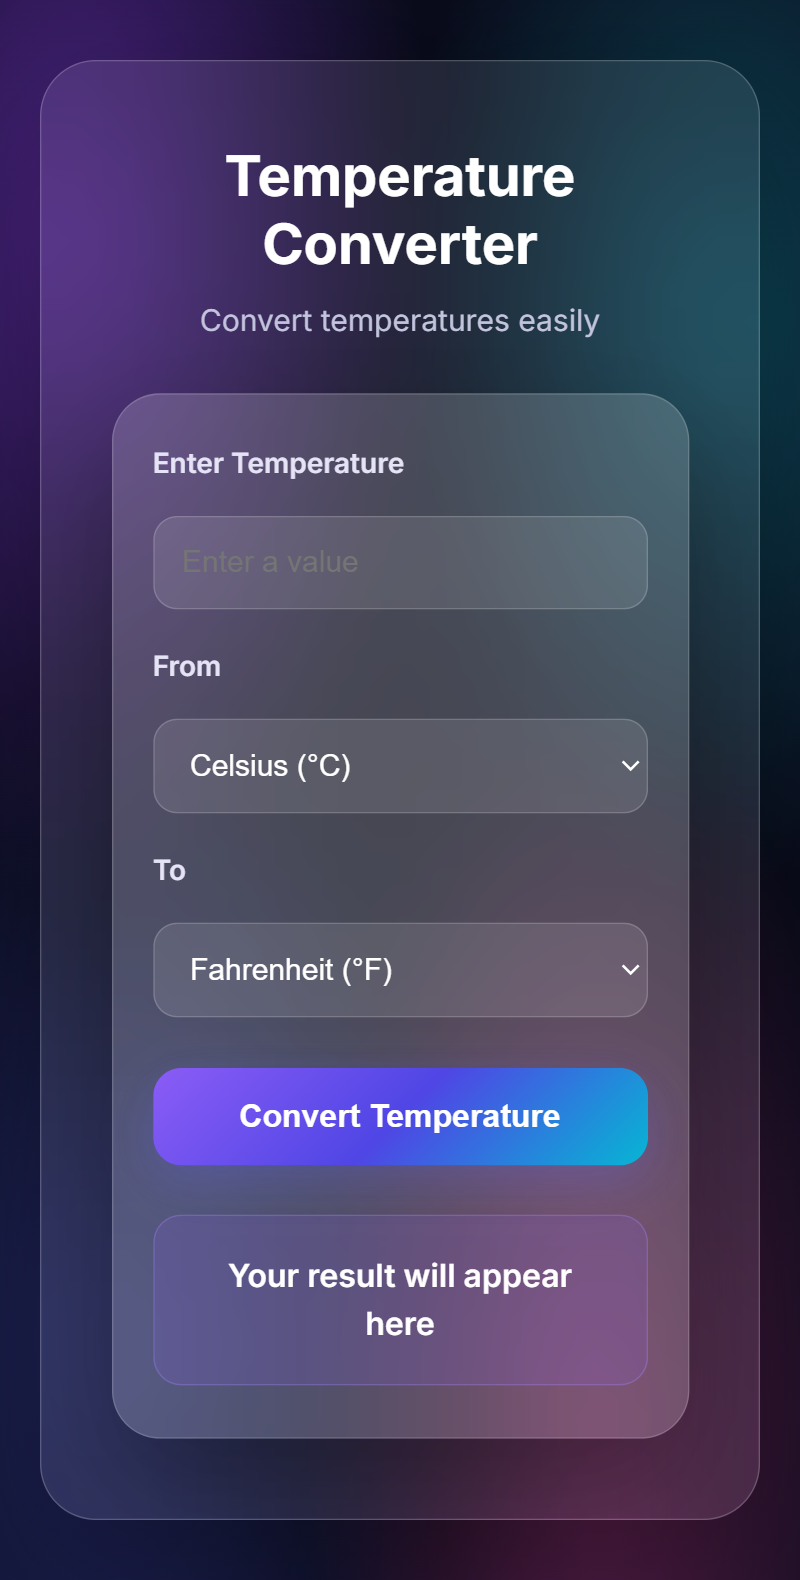 Temperature
Converter
Convert temperatures easily
Enter Temperature
Enter a value
From
Celsius (°C)
To
Fahrenheit (°F)
Convert Temperature
Your result will appear
here